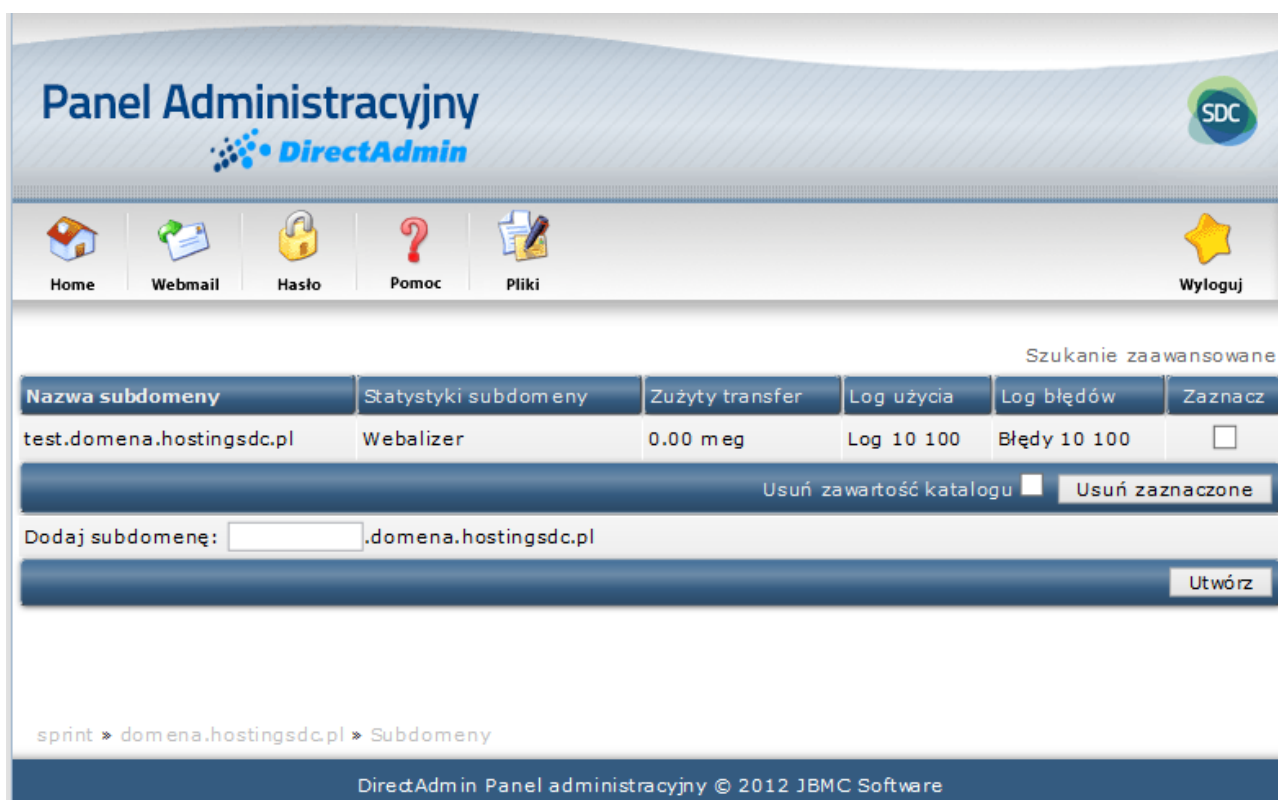 Panel Administracyjny
DirectAdmin
SDC
Home Webmail Hasło Pomoc Pliki Wyloguj
Szukanie zaawansowane
Nazwa subdomeny Statystyki subdomeny Zużyty transfer Log użycia Log błędów Zaznacz
test.domena.hostingsdc.pl Webalizer 0.00 meg Log 10 100 Błędy 10 100
Usuń zawartość katalogu Usuń zaznaczone
Dodaj subdomenę: .domena.hostingsdc.pl
Utwórz
sprint » domena.hostingsdc.pl » Subdomeny
DirectAdmin Panel administracyjny © 2012 JBMC Software